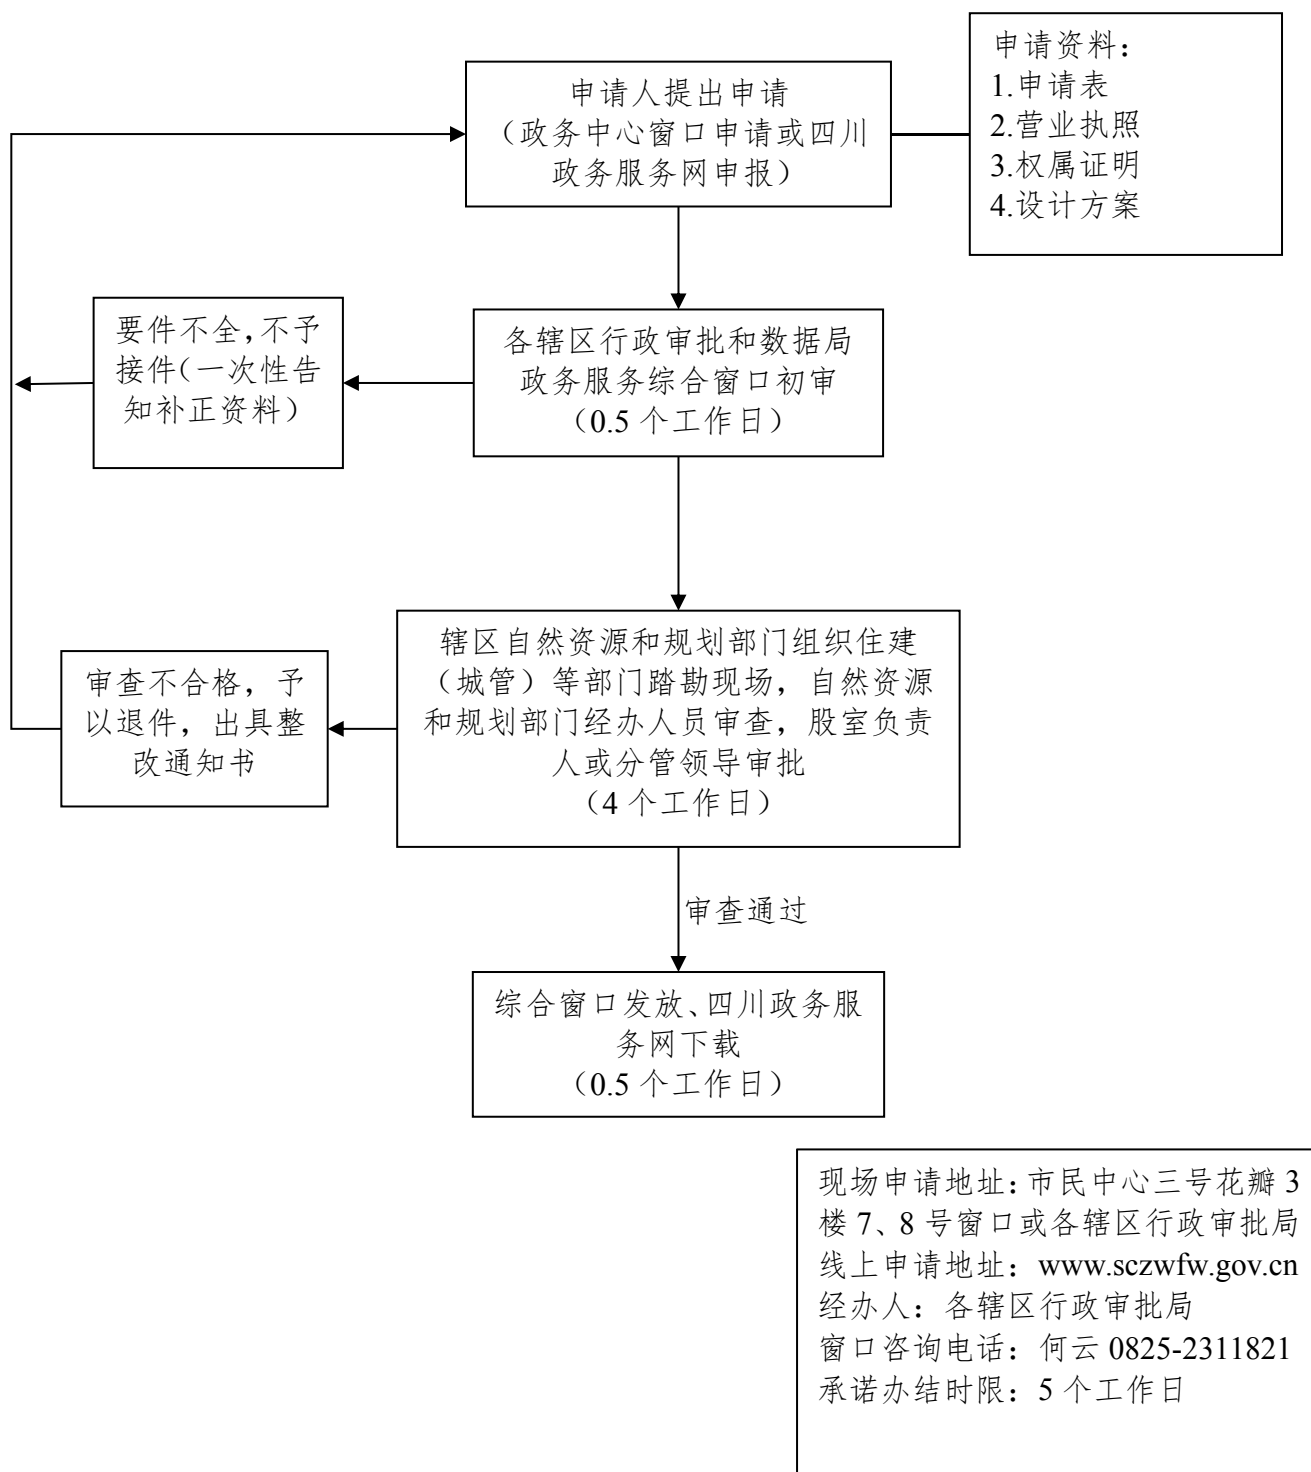 申请人提出申请
（政务中心窗口申请或四川
政务服务网申报）
申请资料：
1.申请表
2.营业执照
3.权属证明
4.设计方案
要件不全，不予
接件（一次性告
知补正资料）
各辖区行政审批和数据局
政务服务综合窗口初审
（0.5 个工作日）
审查不合格，予
以退件，出具整
改通知书
辖区自然资源和规划部门组织住建
（城管）等部门踏勘现场，自然资源
和规划部门经办人员审查，股室负责
人或分管领导审批
（4 个工作日）
审查通过
综合窗口发放、四川政务服
务网下载
（0.5 个工作日）
现场申请地址：市民中心三号花瓣 3
楼 7、8 号窗口或各辖区行政审批局
线上申请地址：www.sczwfw.gov.cn
经办人：各辖区行政审批局
窗口咨询电话：何云 0825-2311821
承诺办结时限：5 个工作日